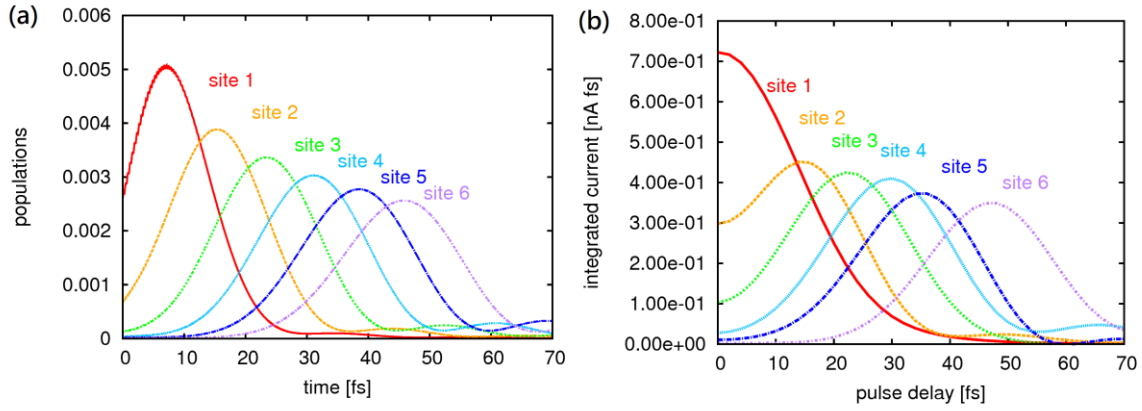 (a)
0.006
0.005
0.004
0.003
0.002
0.001
0
populations
site 1
site 2
site 3
site 4
site 5
site 6
0 10 20 30 40 50 60 70
time [fs]
(b)
8.00e-01
7.00e-01
6.00e-01
5.00e-01
4.00e-01
3.00e-01
2.00e-01
1.00e-01
0.00e+00
integrated current [nA fs]
site 1
site 2
site 3
site 4
site 5
site 6
0 10 20 30 40 50 60 70
pulse delay [fs]